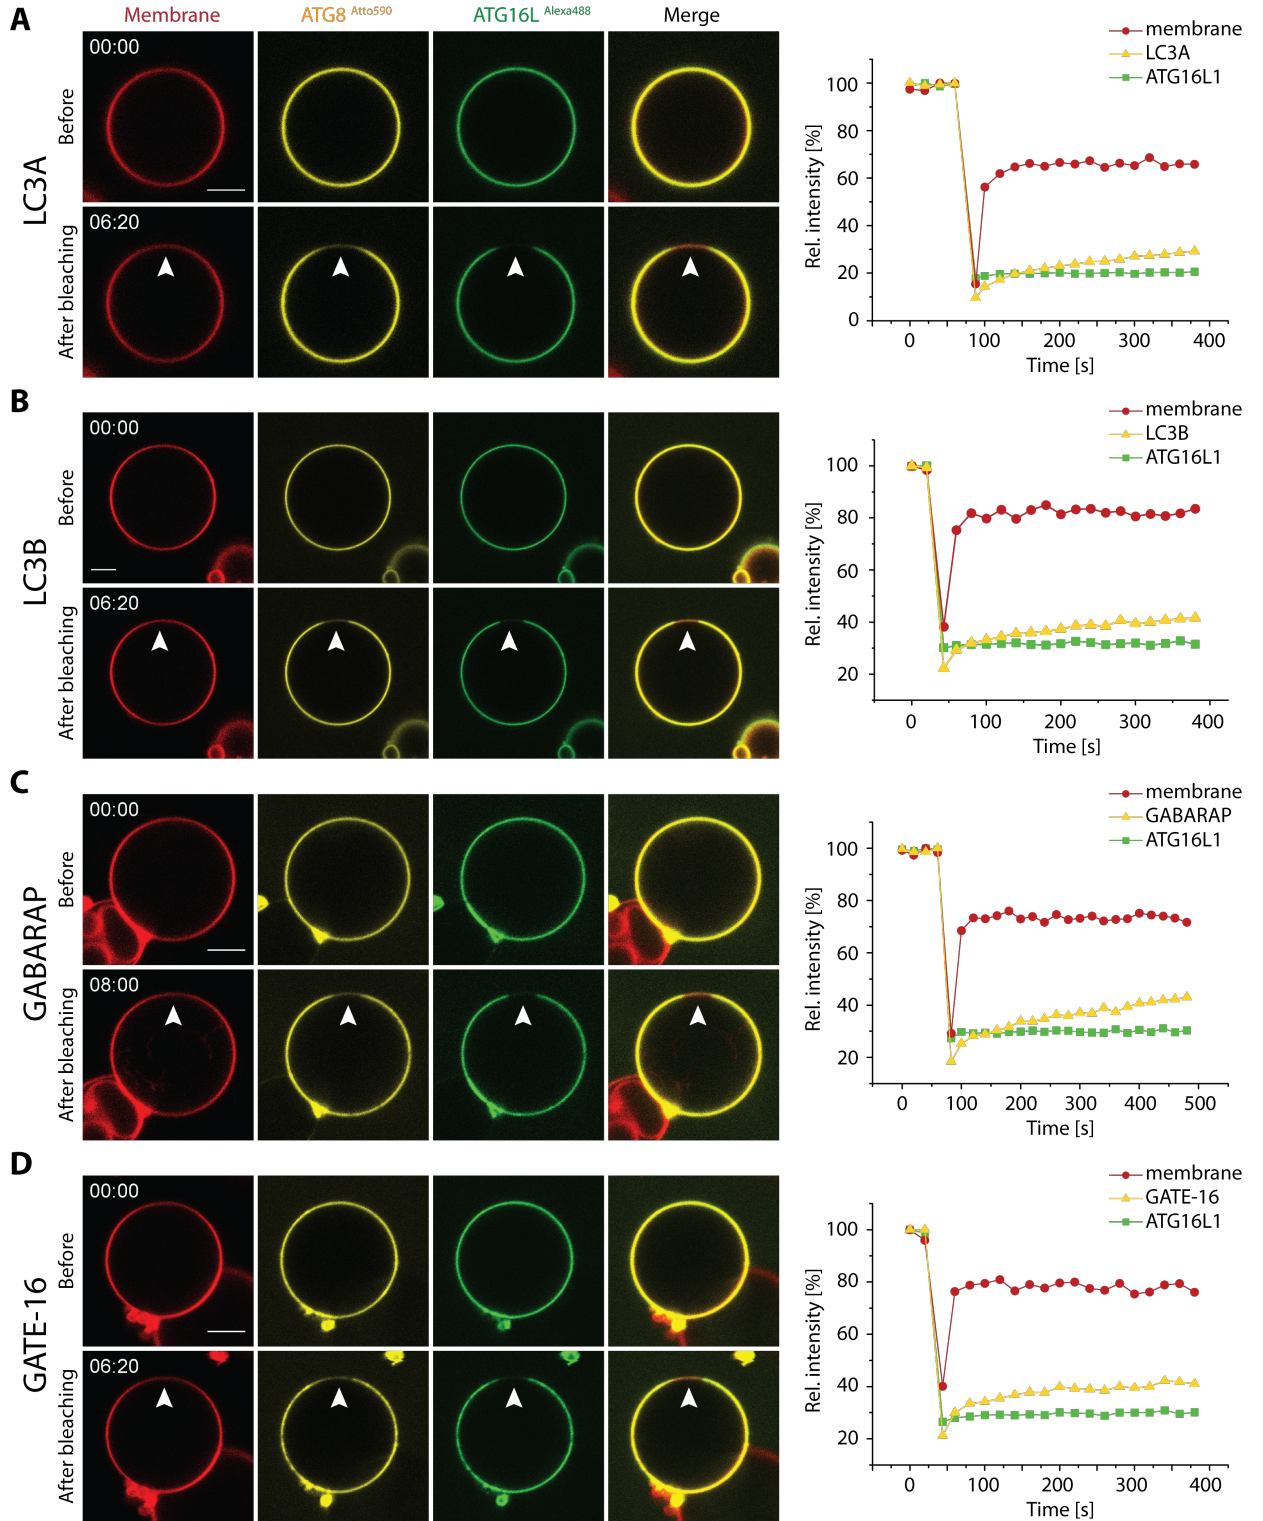 A
Membrane
ATG8 Atto590
ATG16L Alexa488
Merge
LC3A
Before
00:00
After bleaching
06:20
membrane
LC3A
ATG16L1
Rel. intensity [%]
100
80
60
40
20
0
0 100 200 300 400
Time [s]
B
LC3B
Before
00:00
After bleaching
06:20
membrane
LC3B
ATG16L1
Rel. intensity [%]
100
80
60
40
20
0 100 200 300 400
Time [s]
C
GABARAP
Before
00:00
After bleaching
08:00
membrane
GABARAP
ATG16L1
Rel. intensity [%]
100
80
60
40
20
0 100 200 300 400 500
Time [s]
D
GATE-16
Before
00:00
After bleaching
06:20
membrane
GATE-16
ATG16L1
Rel. intensity [%]
100
80
60
40
20
0 100 200 300 400
Time [s]